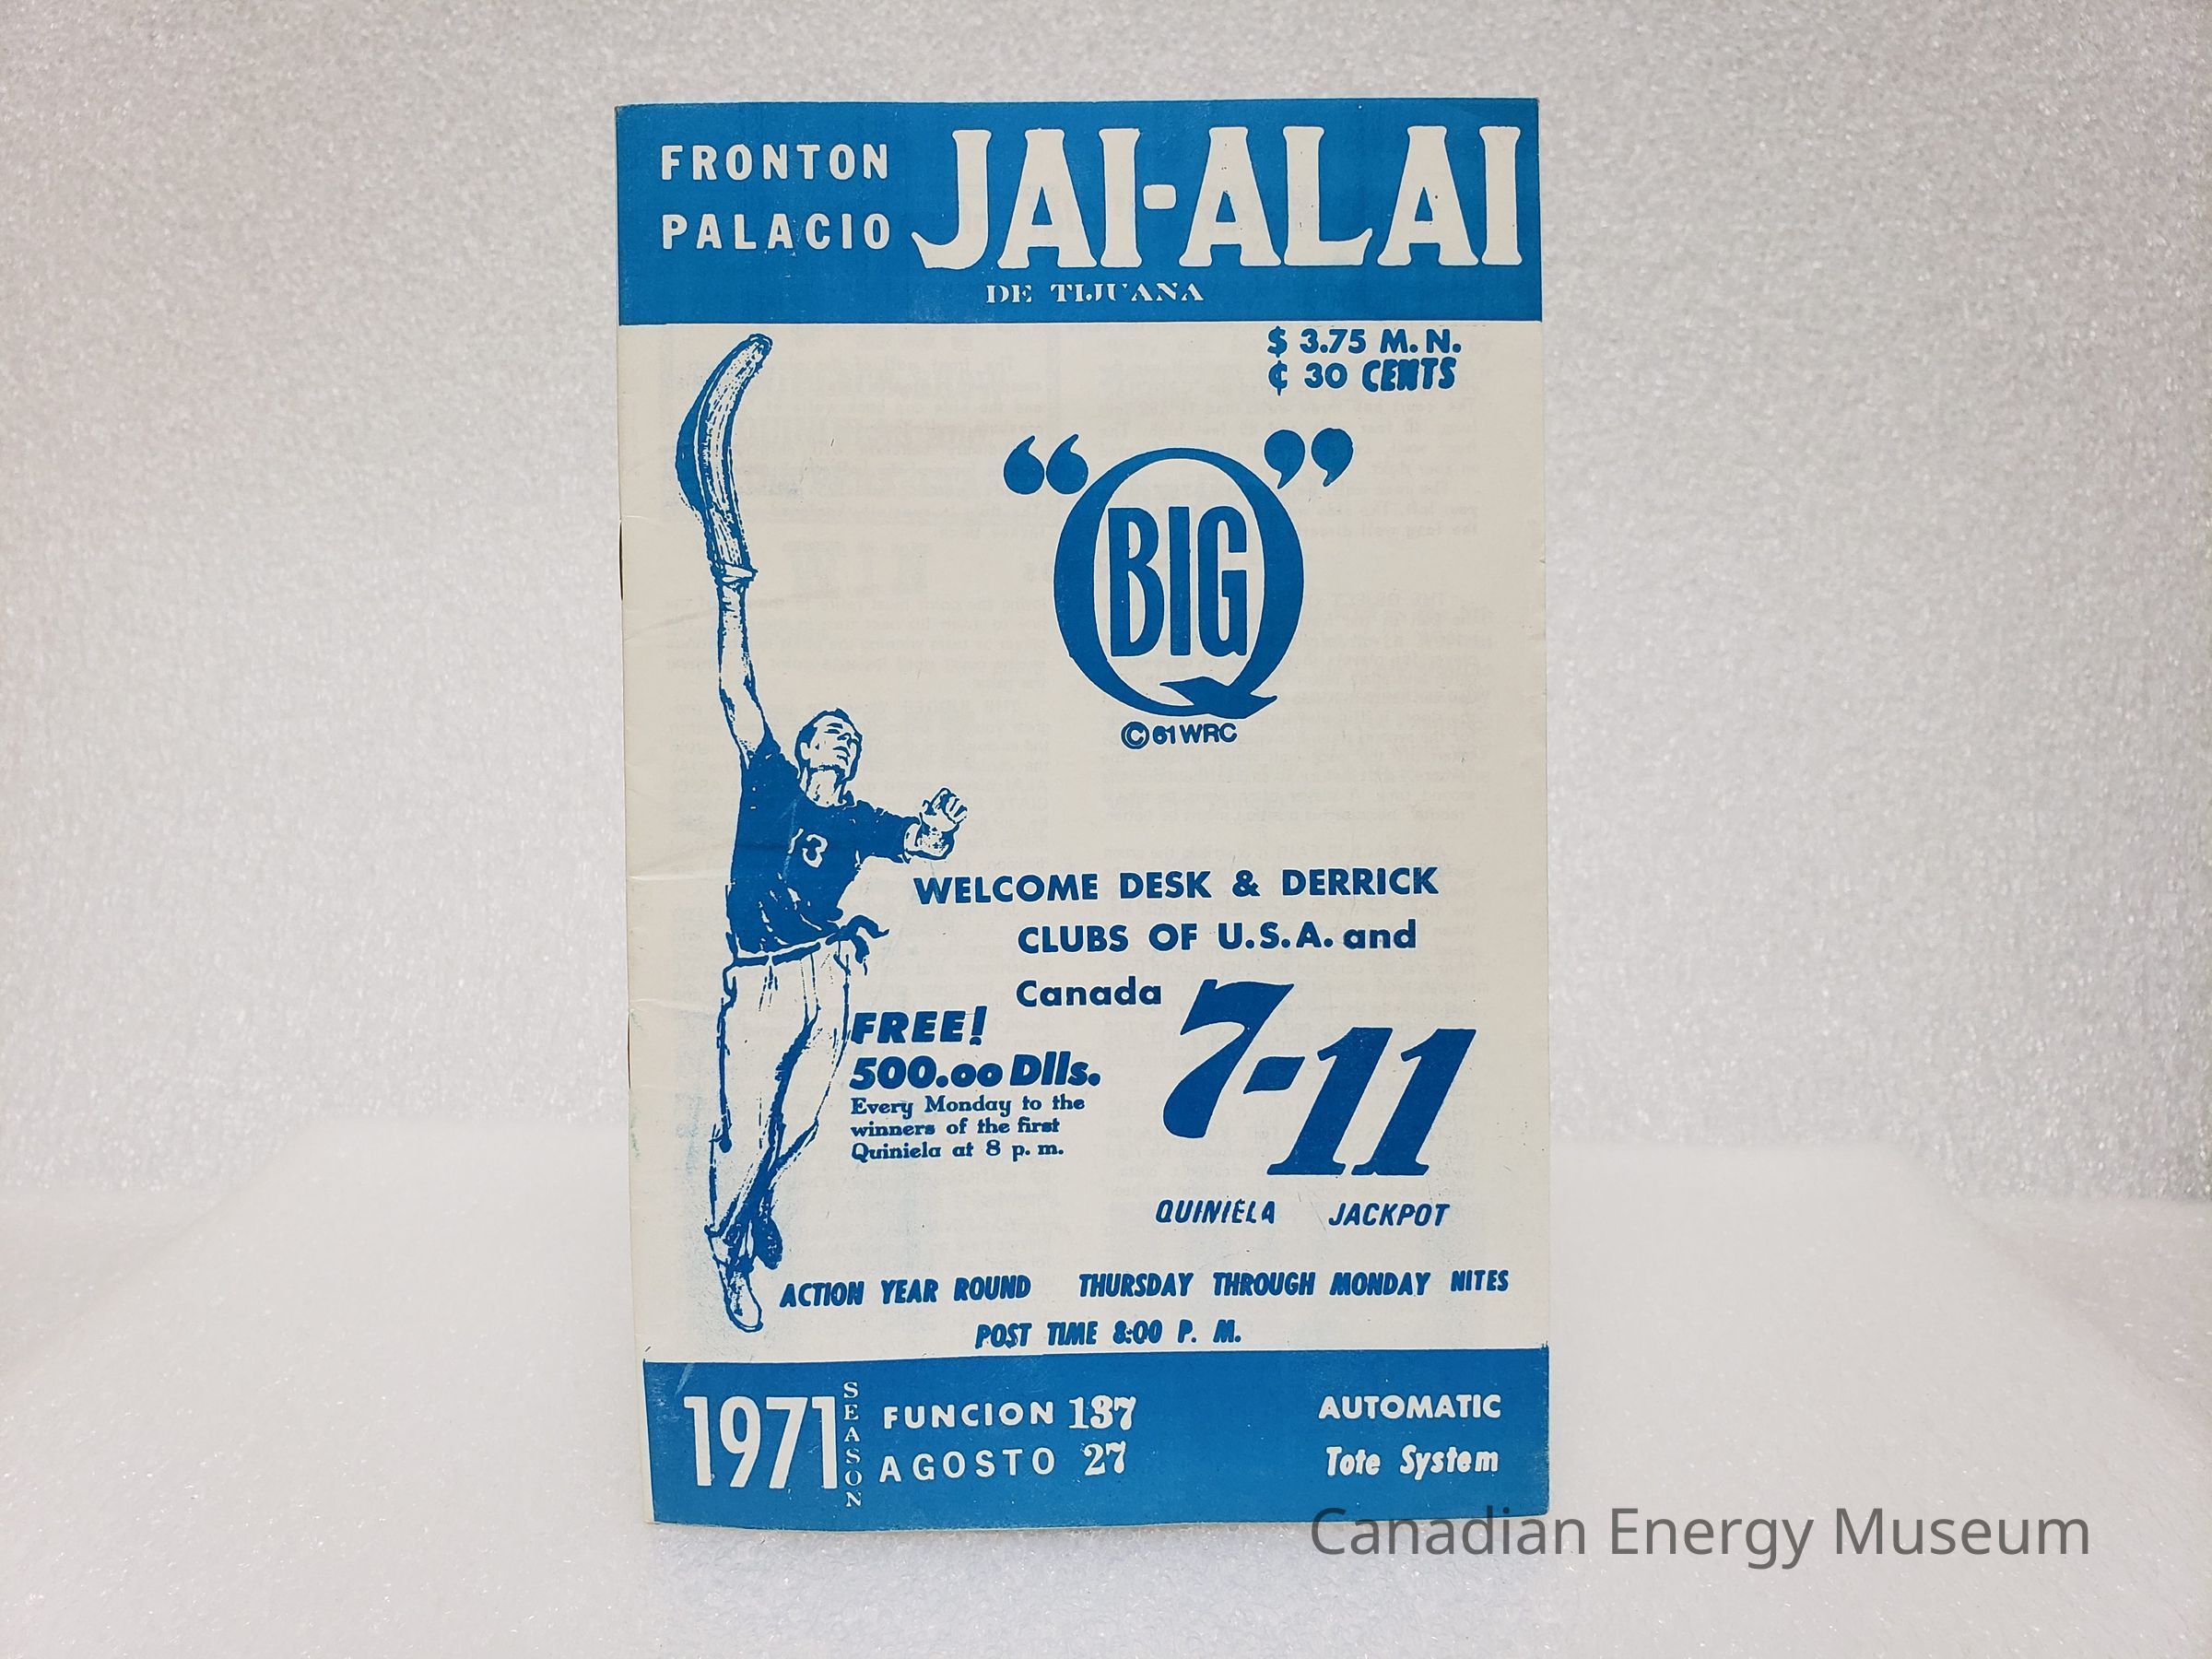 FRONTON
PALACIO
JAI-ALAI
DE TIJUANA
$ 3.75 M. N.
¢ 30 CENTS
“Q”
BIG
© 61 WRC
13
WELCOME DESK & DERRICK
CLUBS OF U.S.A. and
Canada
7-11
FREE!
500.00 Dlls.
Every Monday to the
winners of the first
Quiniela at 8 p. m.
QUINIELA JACKPOT
ACTION YEAR ROUND THURSDAY THROUGH MONDAY NITES
POST TIME 8:00 P. M.
1971
SEASON
FUNCION 137
AGOSTO 27
AUTOMATIC
Tote System
Canadian Energy Museum